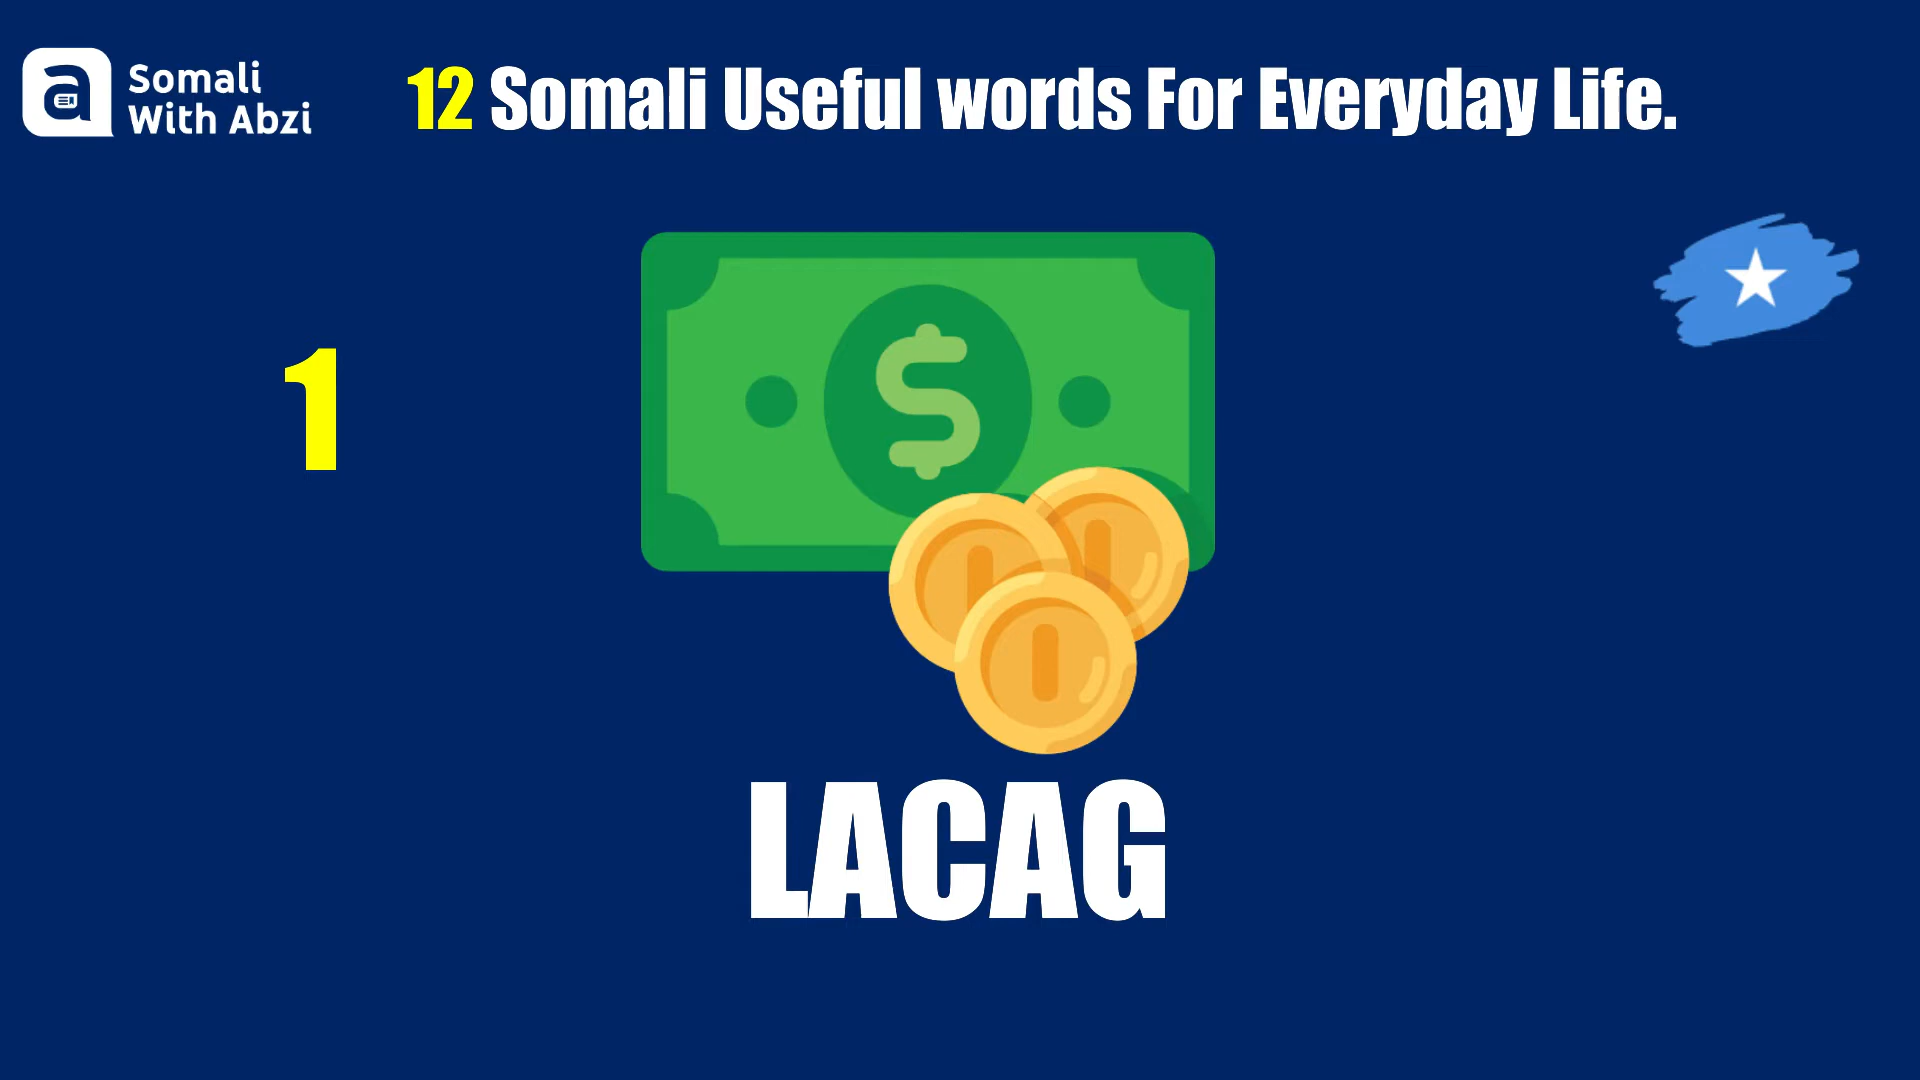 a
Somali
With Abzi
12 Somali Useful words For Everyday Life.
1
$
LACAG